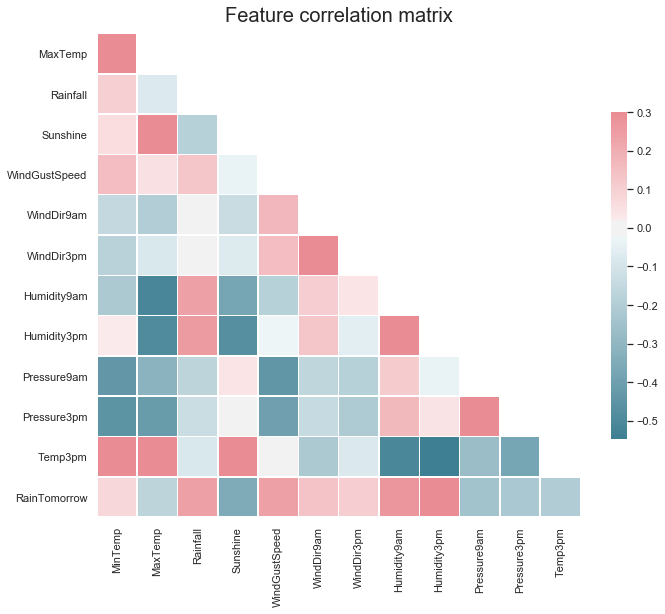 Feature correlation matrix
MaxTemp
Rainfall
Sunshine
WindGustSpeed
WindDir9am
WindDir3pm
Humidity9am
Humidity3pm
Pressure9am
Pressure3pm
Temp3pm
RainTomorrow
MinTemp
MaxTemp
Rainfall
Sunshine
WindGustSpeed
WindDir9am
WindDir3pm
Humidity9am
Humidity3pm
Pressure9am
Pressure3pm
Temp3pm
0.3
0.2
0.1
0.0
−0.1
−0.2
−0.3
−0.4
−0.5